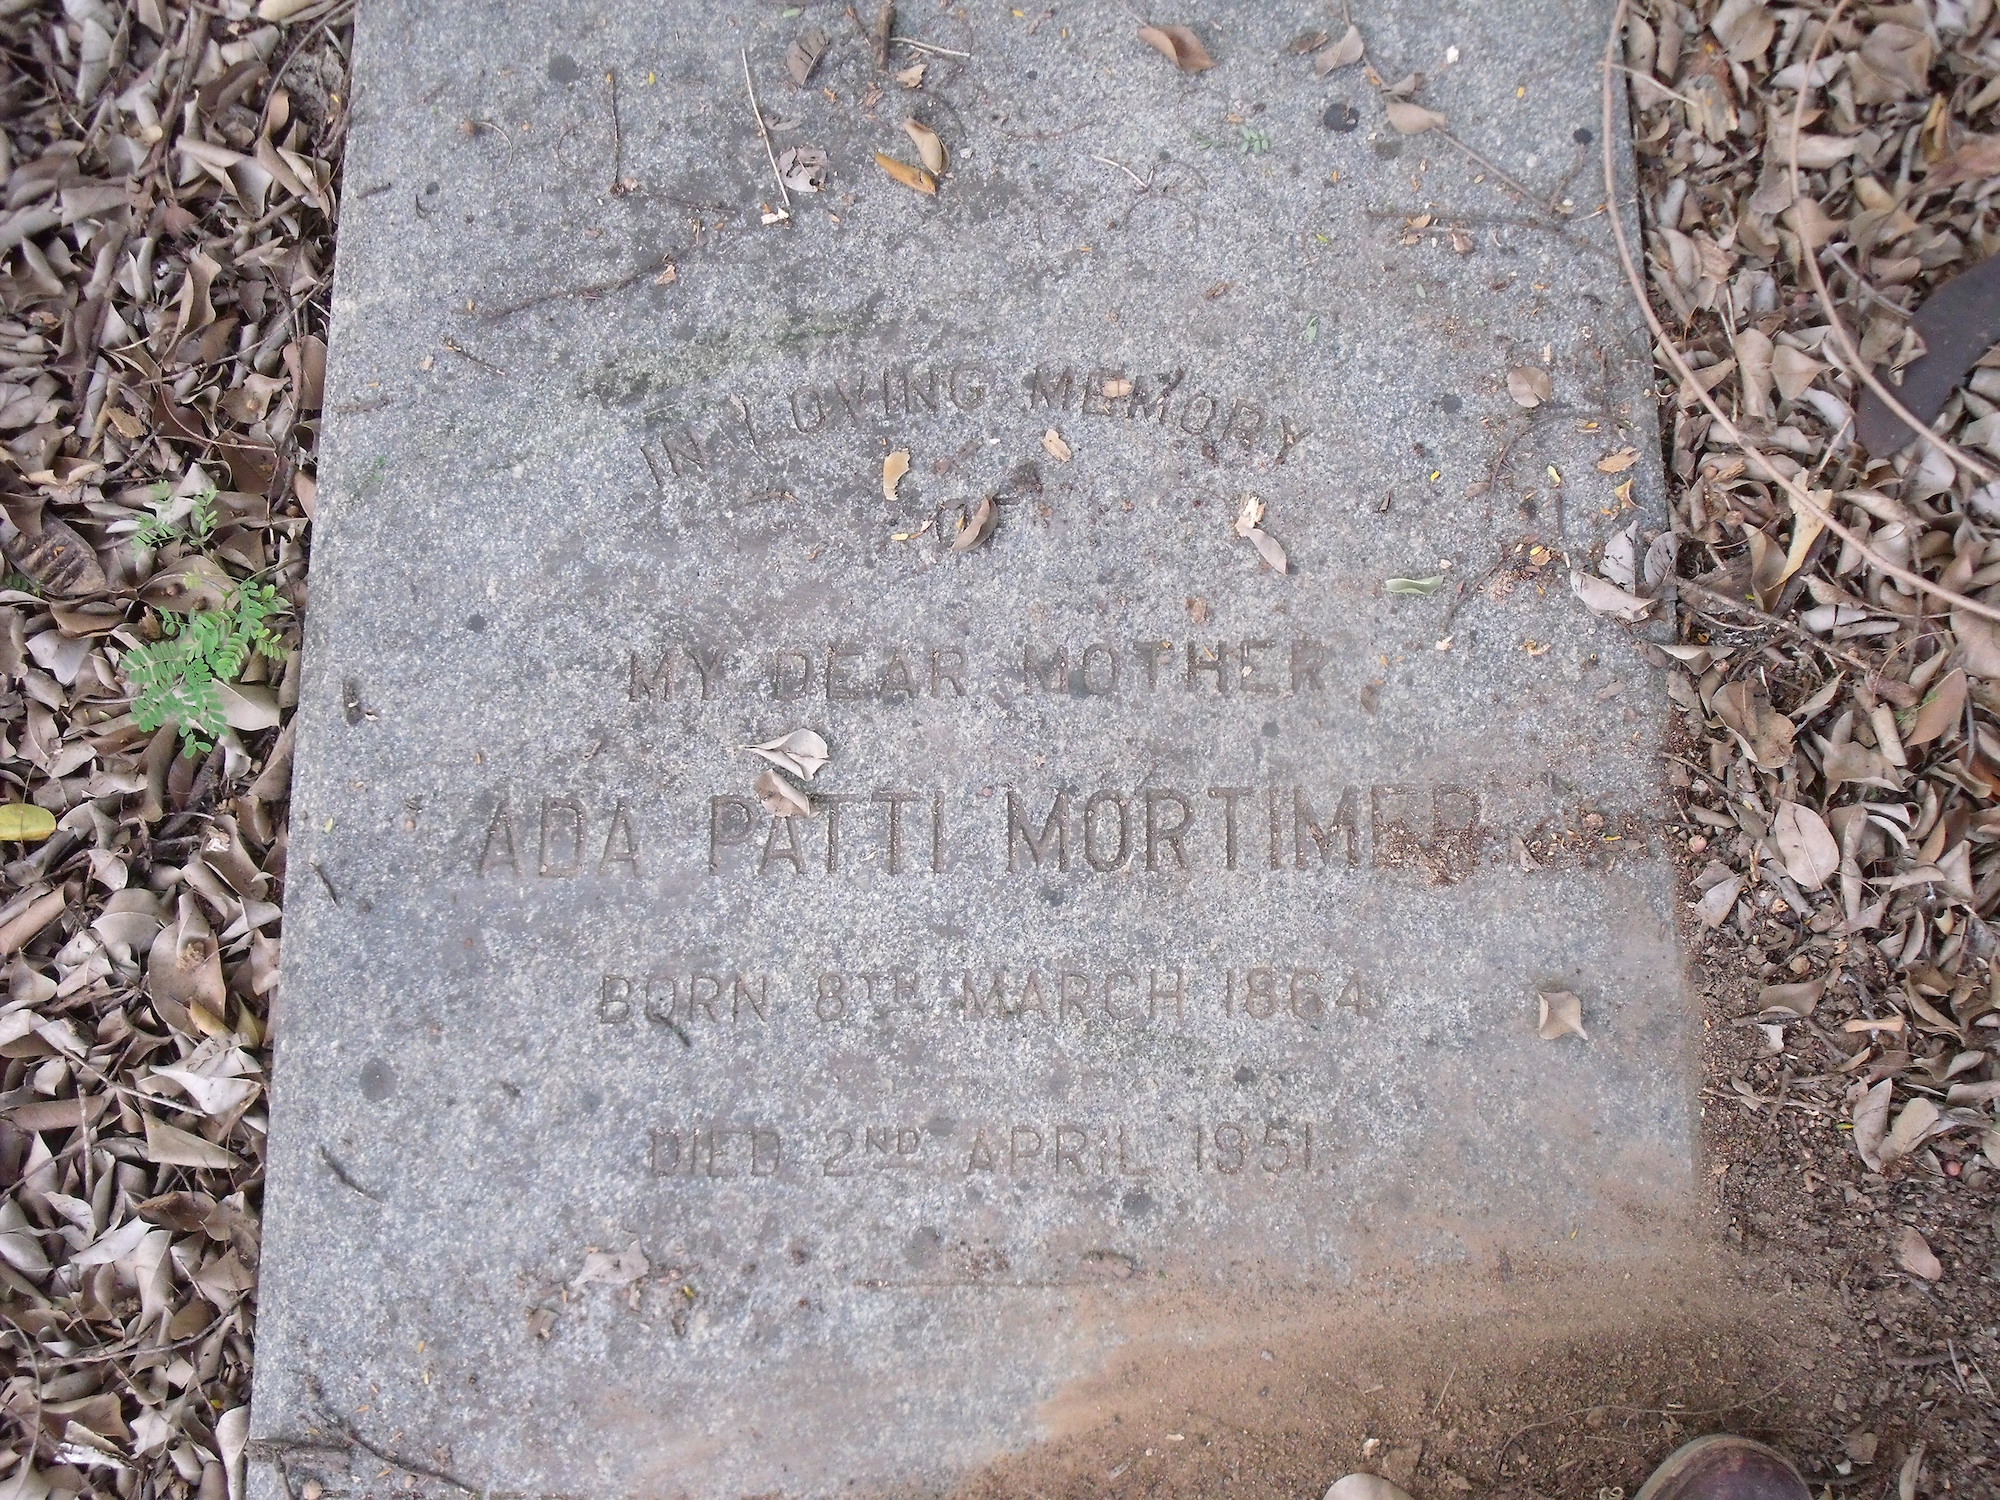 IN LOVING MEMORY
OF
MY DEAR MOTHER
ADA PATTI MORTIMER
BORN 8TH MARCH 1864
DIED 2ND APRIL 1951.